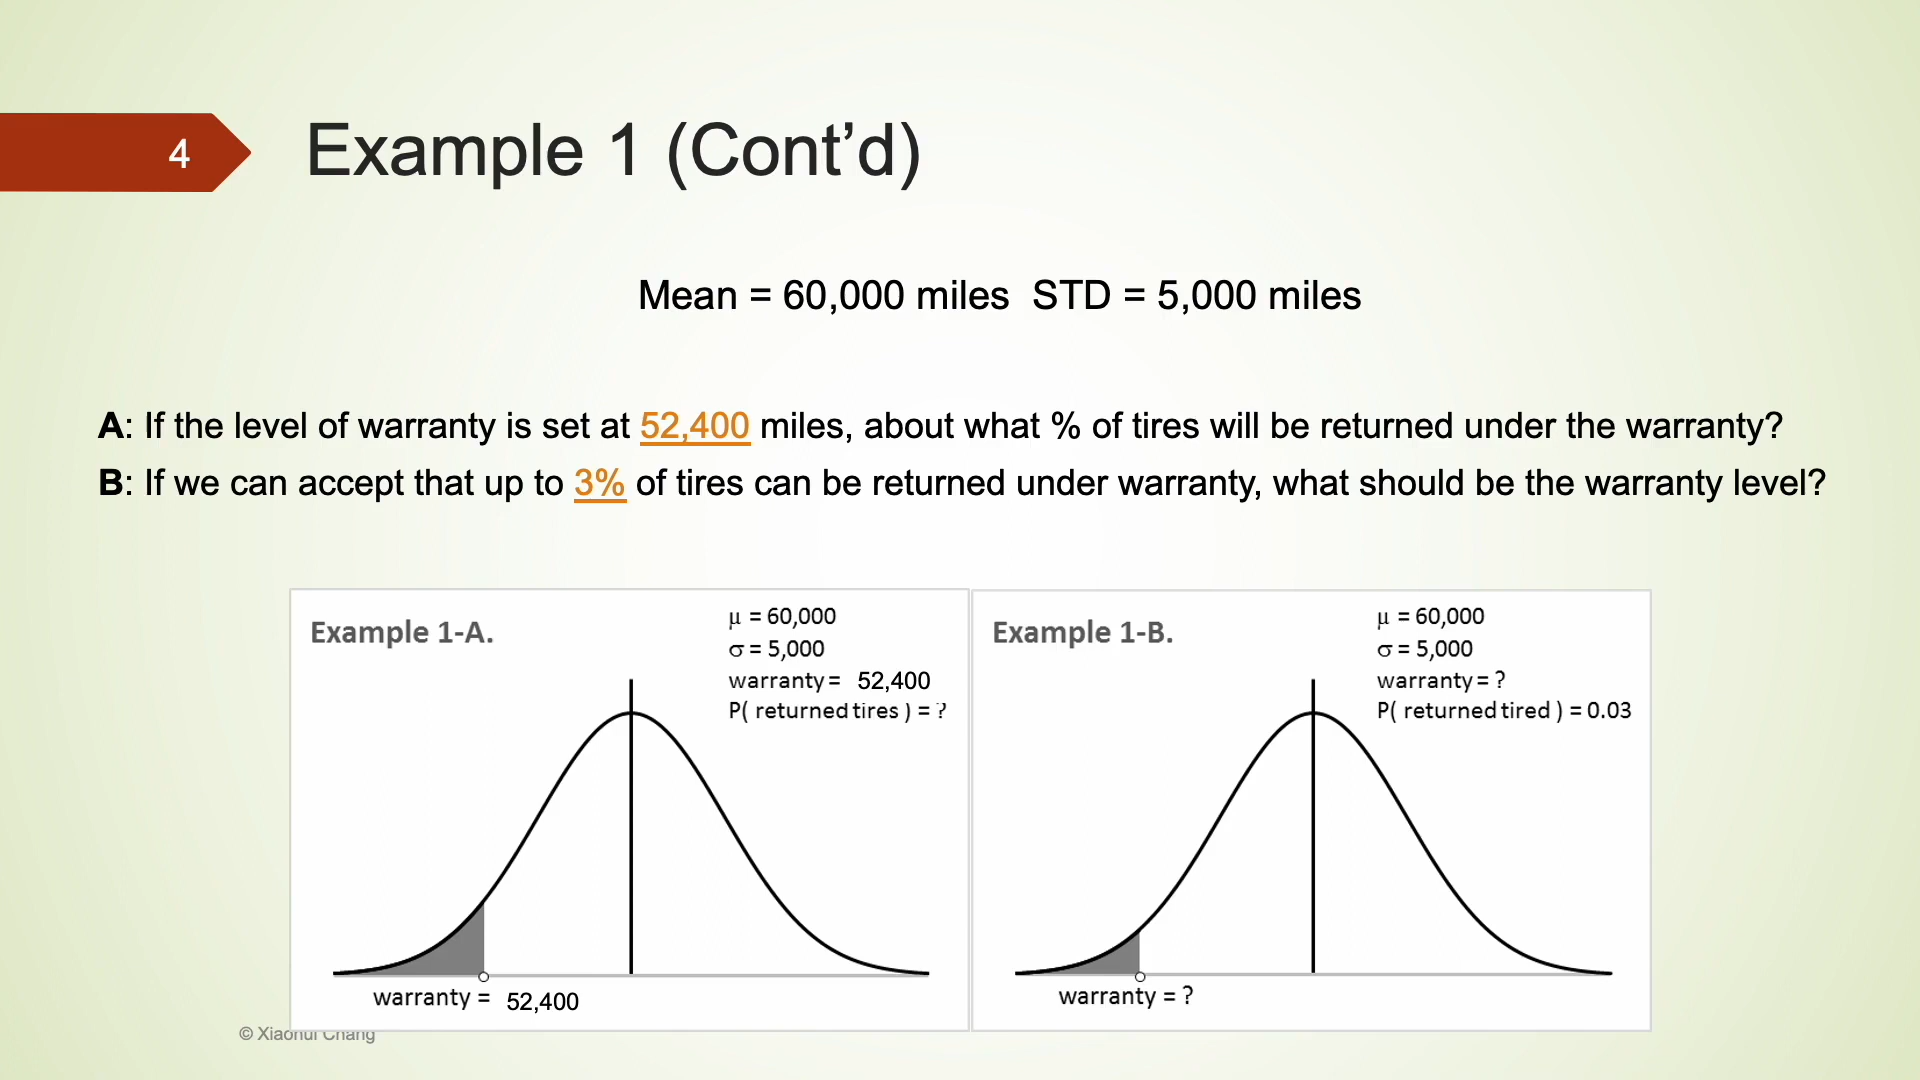 4
Example 1 (Cont’d)
Mean = 60,000 miles STD = 5,000 miles
A: If the level of warranty is set at 52,400 miles, about what % of tires will be returned under the warranty?
B: If we can accept that up to 3% of tires can be returned under warranty, what should be the warranty level?
Example 1-A.
μ = 60,000
σ = 5,000
warranty = 52,400
P( returned tires ) = ?
warranty = 52,400
Example 1-B.
μ = 60,000
σ = 5,000
warranty = ?
P( returned tired ) = 0.03
warranty = ?
© Xiaohui Chang